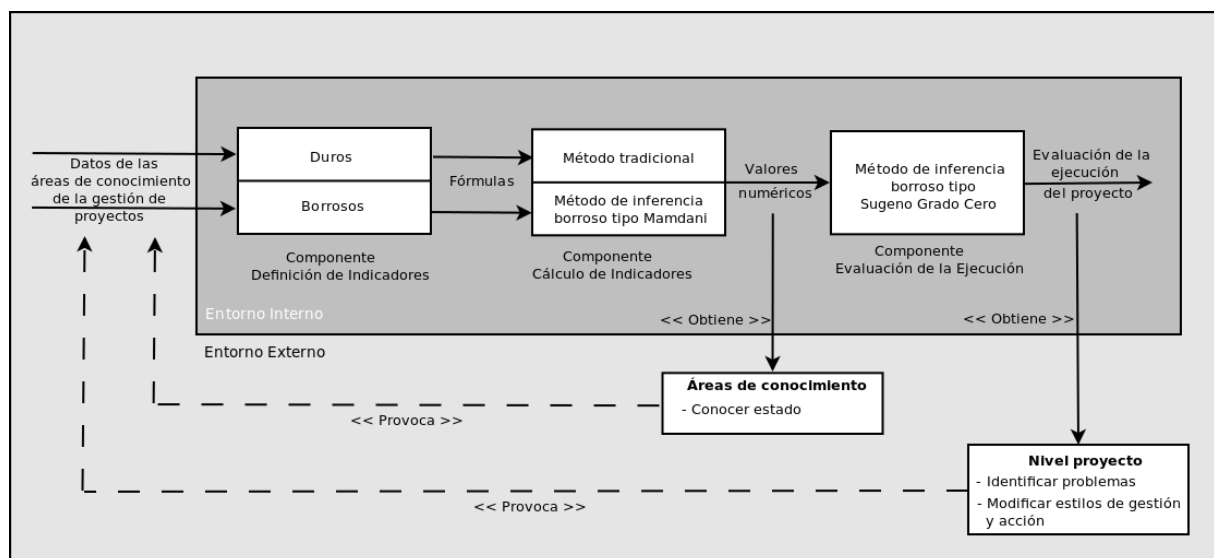 Datos de las
áreas de conocimiento
de la gestión de
proyectos
Duros
Borrosos
Componente
Definición de Indicadores
Fórmulas
Método tradicional
Método de inferencia
borroso tipo Mamdani
Componente
Cálculo de Indicadores
Valores
numéricos
Método de inferencia
borroso tipo
Sugeno Grado Cero
Componente
Evaluación de la Ejecución
Evaluación de la
ejecución
del proyecto
Entorno Interno
<< Obtiene >>
<< Obtiene >>
Entorno Externo
Áreas de conocimiento
- Conocer estado
<< Provoca >>
Nivel proyecto
- Identificar problemas
- Modificar estilos de gestión
y acción
<< Provoca >>